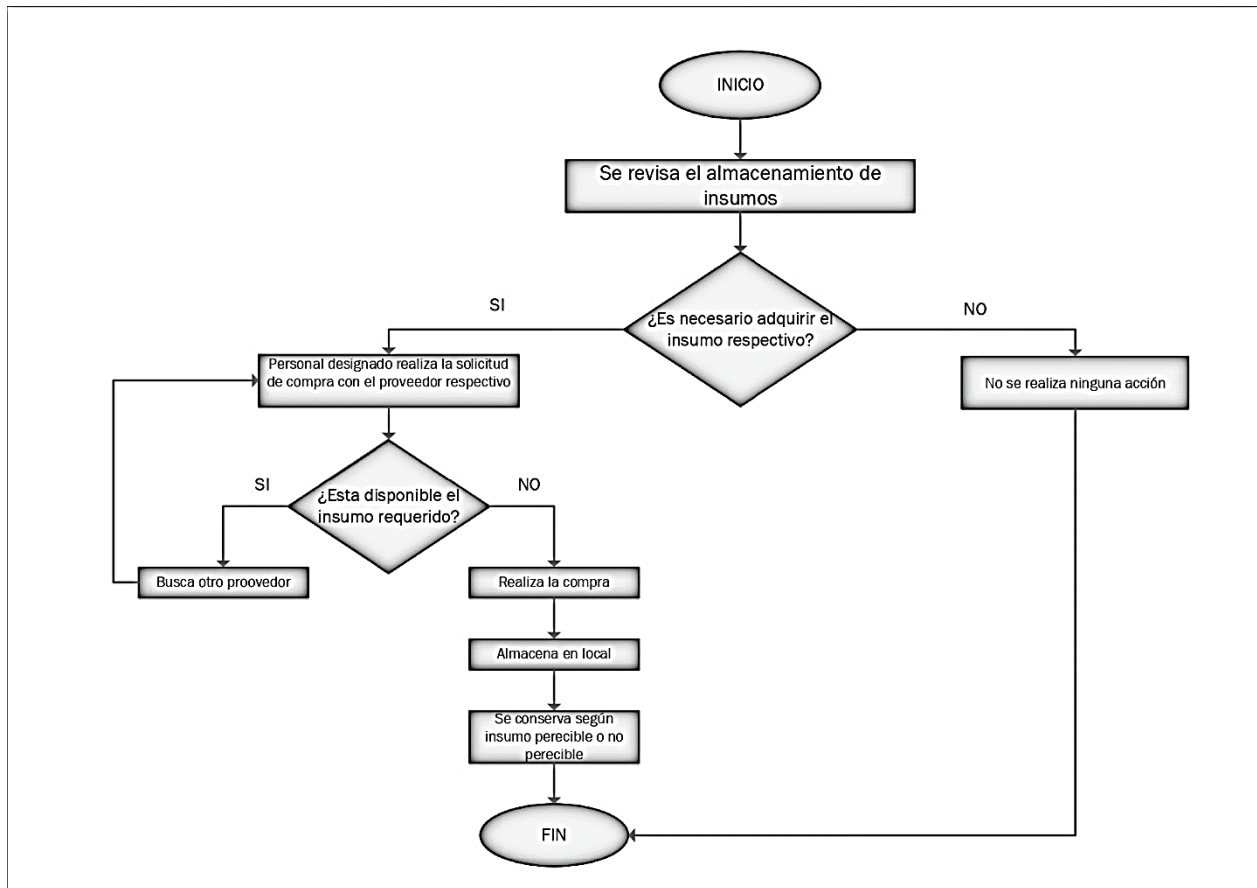 INICIO
Se revisa el almacenamiento de
insumos
SI
NO
¿Es necesario adquirir el
insumo respectivo?
Personal designado realiza la solicitud
de compra con el proveedor respectivo
No se realiza ninguna acción
SI
NO
¿Esta disponible el
insumo requerido?
Busca otro proovedor
Realiza la compra
Almacena en local
Se conserva según
insumo perecible o no
perecible
FIN